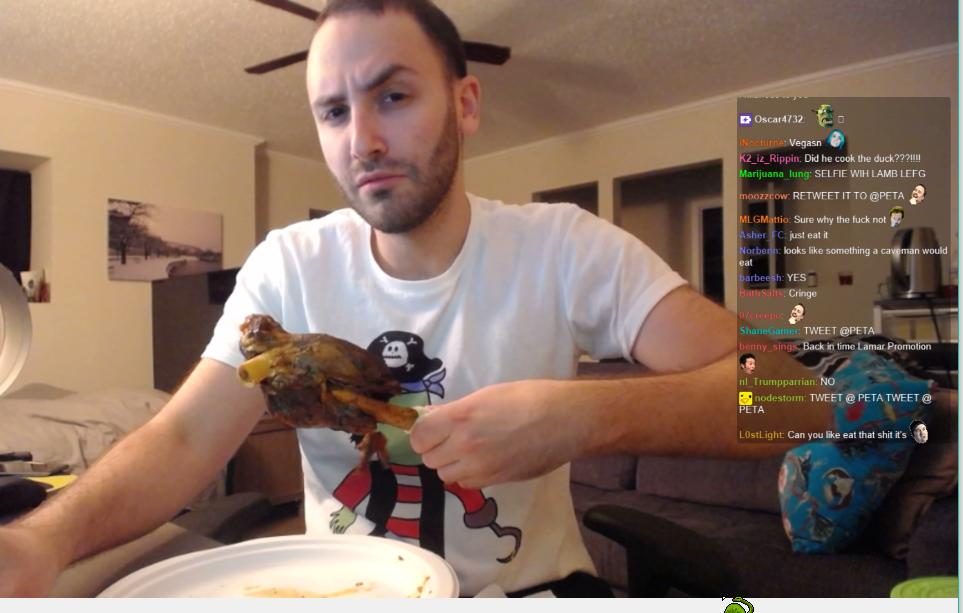 Oscar4732:
iNocturne: Vegasn
K2_iz_Rippin: Did he cook the duck???!!!!
Marijuana_lung: SELFIE WIH LAMB LEFG
moozzcow: RETWEET IT TO @PETA
MLGMattio: Sure why the fuck not
Asher_FC: just eat it
Norbenn: looks like something a caveman would
eat
barbeesh: YES
BathSalts: Cringe
07creepo:
ShaneGamer: TWEET @PETA
benny_sings: Back in time Lamar Promotion
nl_Trumpparrian: NO
nodestorm: TWEET @ PETA TWEET @
PETA
L0stLight: Can you like eat that shit it's